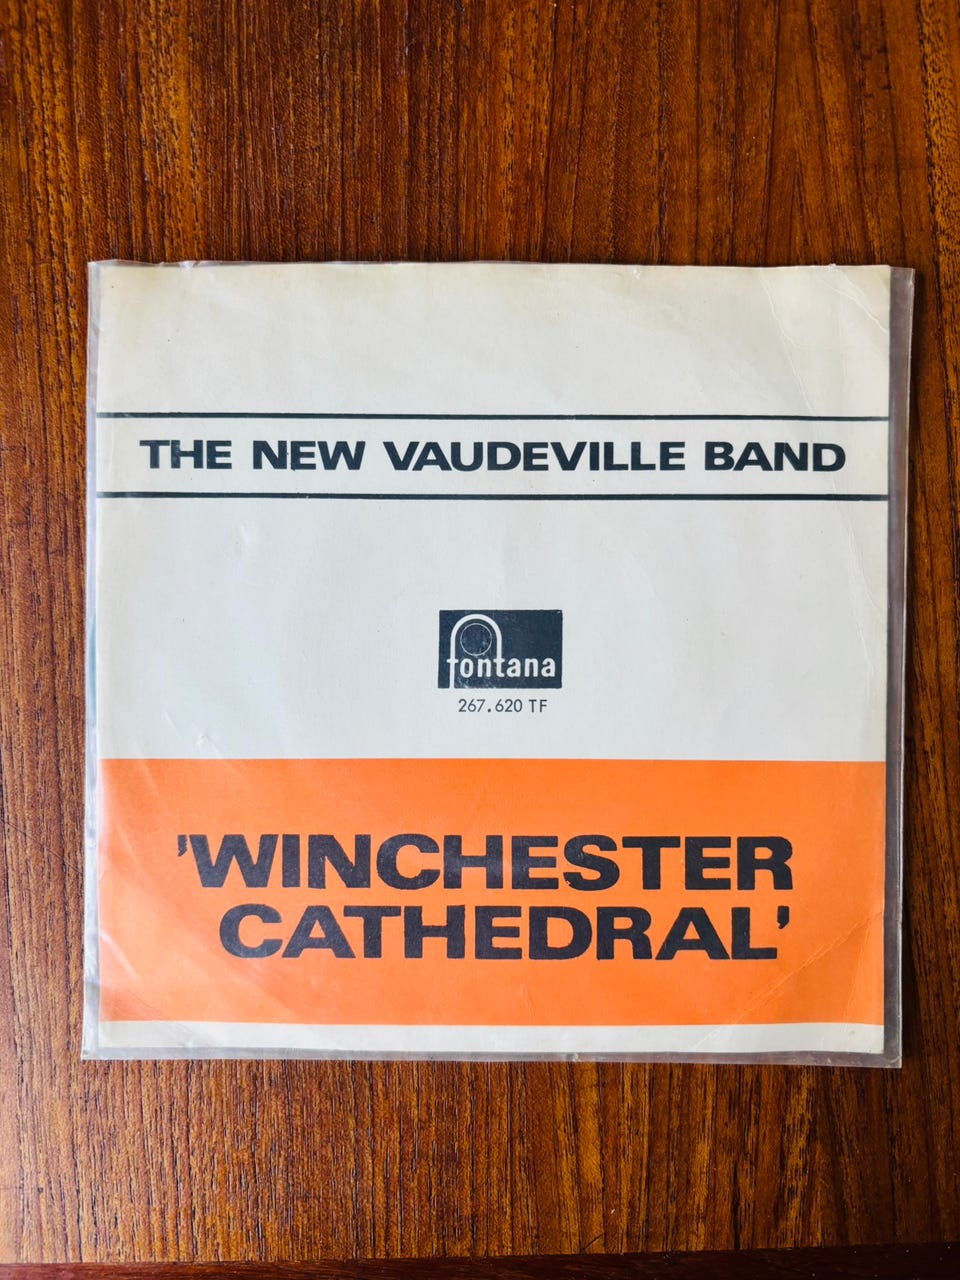 THE NEW VAUDEVILLE BAND
fontana
267.620 TF
'WINCHESTER
CATHEDRAL'